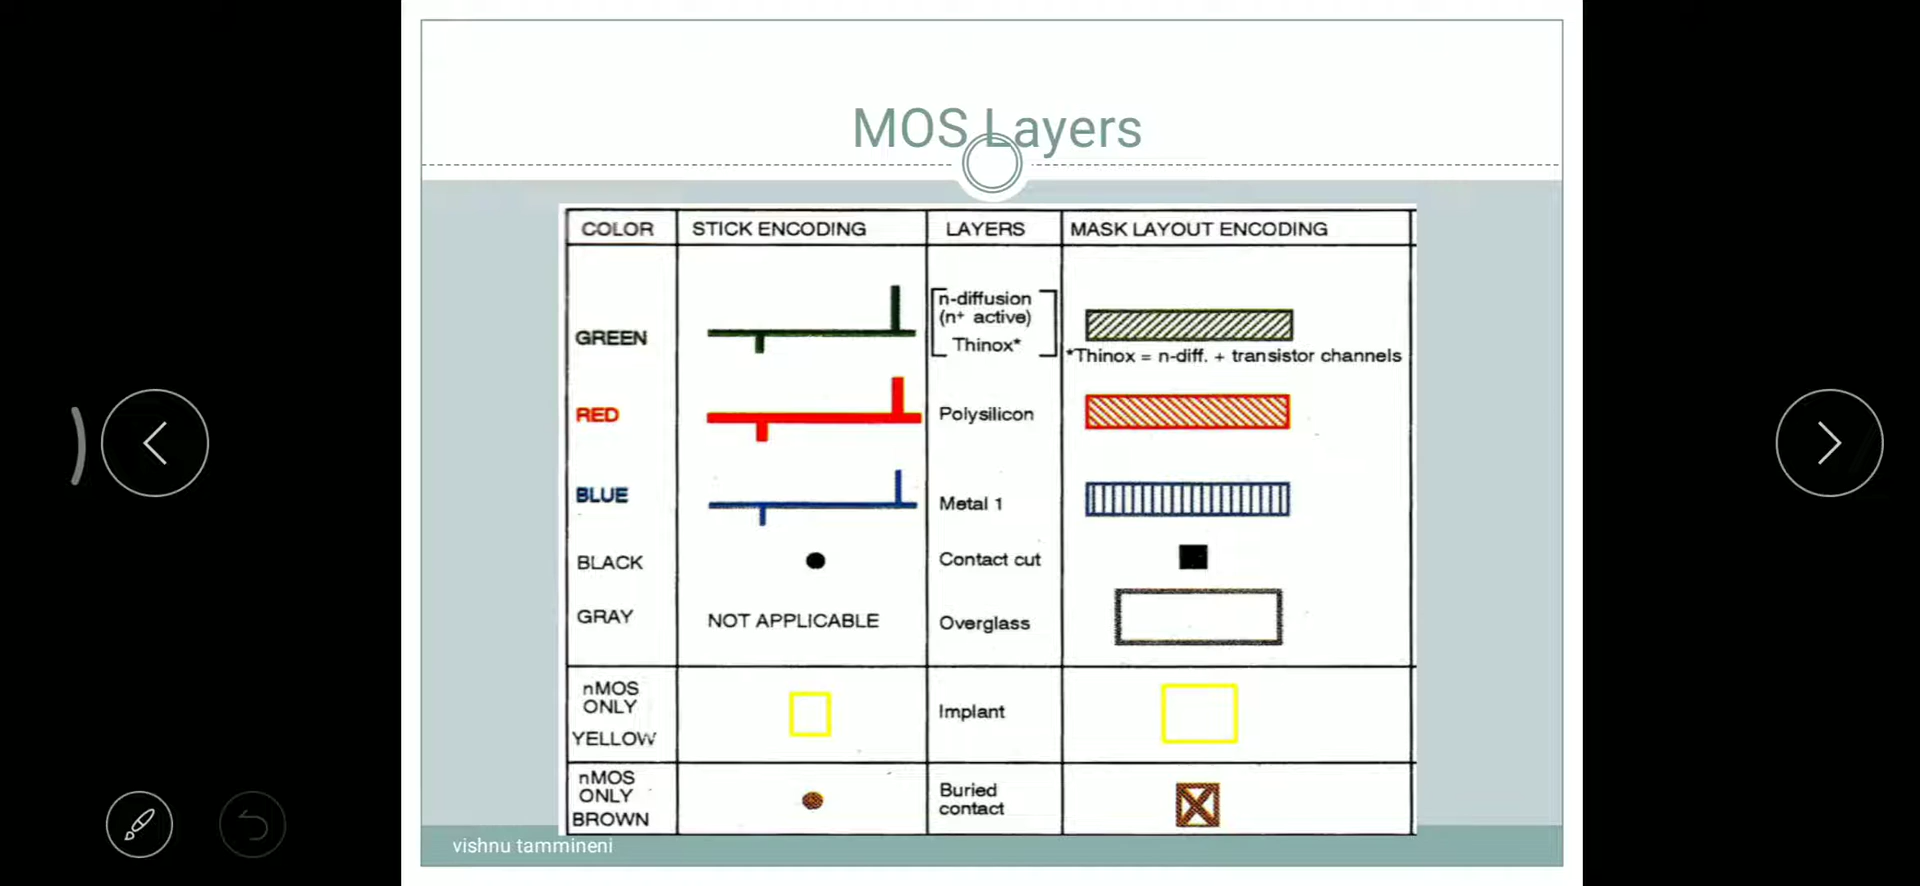 MOS Layers
COLOR STICK ENCODING LAYERS MASK LAYOUT ENCODING
GREEN
n-diffusion
(n+ active)
Thinox*
*Thinox = n-diff. + transistor channels
RED Polysilicon
BLUE Metal 1
BLACK Contact cut
GRAY NOT APPLICABLE Overglass
nMOS
ONLY
YELLOW
Implant
nMOS
ONLY
BROWN
Buried
contact
vishnu tammineni